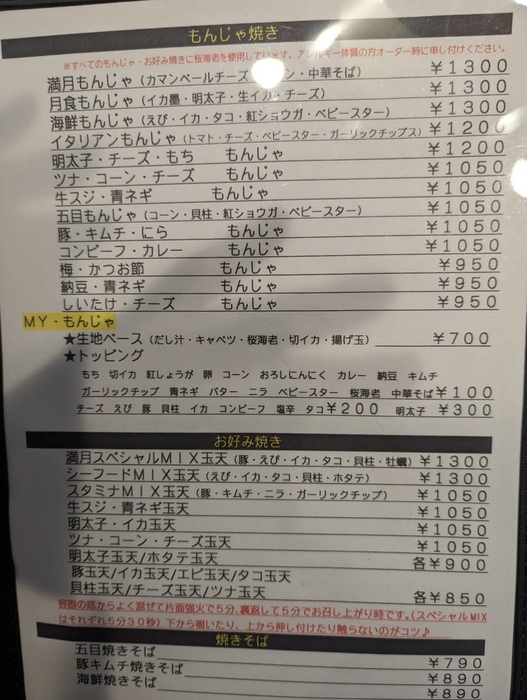 もんじゃ焼き
※すべてのもんじゃ・お好み焼きに桜海老を使用しています。アレルギー体質の方オーダー時に申し付けください。
満月もんじゃ（カマンベールチーズ ン・中華そば） ￥1300
月食もんじゃ（イカ墨・明太子・生イカ・チーズ） ￥1300
海鮮もんじゃ（えび・イカ・タコ・紅ショウガ・ベビースター） ￥1300
イタリアンもんじゃ（トマト・チーズ・ベビースター・ガーリックチップス） ￥1200
明太子・チーズ・もち もんじゃ ￥1200
ツナ・コーン・チーズ もんじゃ ￥1050
牛スジ・青ネギ もんじゃ ￥1050
五目もんじゃ（コーン・貝柱・紅ショウガ・ベビースター） ￥1050
豚・キムチ・にら もんじゃ ￥1050
コンビーフ・カレー もんじゃ ￥1050
梅・かつお節 もんじゃ ￥950
納豆・青ネギ もんじゃ ￥950
しいたけ・チーズ もんじゃ ￥950
MY・もんじゃ
★生地ベース（だし汁・キャベツ・桜海老・切イカ・揚げ玉） ￥700
★トッピング
もち 切イカ 紅しょうが 卵 コーン おろしにんにく カレー 納豆 キムチ
ガーリックチップ 青ネギ バター ニラ ベビースター 桜海老 中華そば￥100
チーズ えび 豚 貝柱 イカ コンビーフ 塩辛 タコ￥200 明太子 ￥300
お好み焼き
満月スペシャルMIX玉天（豚・えび・イカ・タコ・貝柱・牡蠣） ￥1300
シーフードMIX玉天（えび・イカ・タコ・貝柱・ホタテ） ￥1300
スタミナMIX玉天（豚・キムチ・ニラ・ガーリックチップ） ￥1050
牛スジ・青ネギ玉天 ￥1050
明太子・イカ玉天 ￥1050
ツナ・コーン・チーズ玉天 ￥1050
明太子玉天/ホタテ玉天 各￥900
豚玉天/イカ玉天/エビ玉天/タコ玉天
貝柱玉天/チーズ玉天/ツナ玉天 各￥850
容器の底からよく混ぜて片面強火で5分、裏返して5分でお召し上がり時です。（スペシャルMIX
はそれぞれ5分30秒）下から覗いたり、上から押し付けたり触らないのがコツ♪
焼きそば
五目焼きそば ￥790
豚キムチ焼きそば ￥890
海鮮焼きそば ￥890